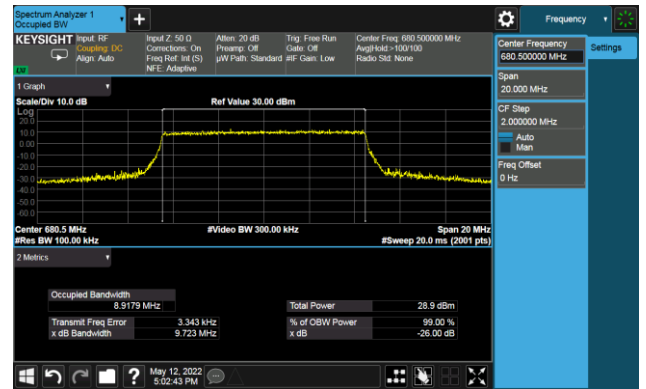 Spectrum Analyzer 1
Occupied BW
Frequency
KEYSIGHT
Input: RF
Coupling: DC
Align: Auto
Input Z: 50 Ω
Corrections: On
Freq Ref: Int (S)
NFE: Adaptive
Atten: 20 dB
Preamp: Off
µW Path: Standard
Trig: Free Run
Gate: Off
#IF Gain: Low
Center Freq: 680.500000 MHz
Avg|Hold:>100/100
Radio Std: None
LXI
Center Frequency
680.500000 MHz
Settings
Span
20.000 MHz
CF Step
2.000000 MHz
Auto
Man
Freq Offset
0 Hz
1 Graph
Scale/Div 10.0 dB
Ref Value 30.00 dBm
Log
20.0
10.0
0.00
-10.0
-20.0
-30.0
-40.0
-50.0
-60.0
Center 680.5 MHz
#Video BW 300.00 kHz
Span 20 MHz
#Res BW 100.00 kHz
#Sweep 20.0 ms (2001 pts)
2 Metrics
Occupied Bandwidth
8.9179 MHz
Total Power 28.9 dBm
Transmit Freq Error 3.343 kHz
% of OBW Power 99.00 %
x dB Bandwidth 9.723 MHz
x dB -26.00 dB
?
May 12, 2022
5:02:43 PM